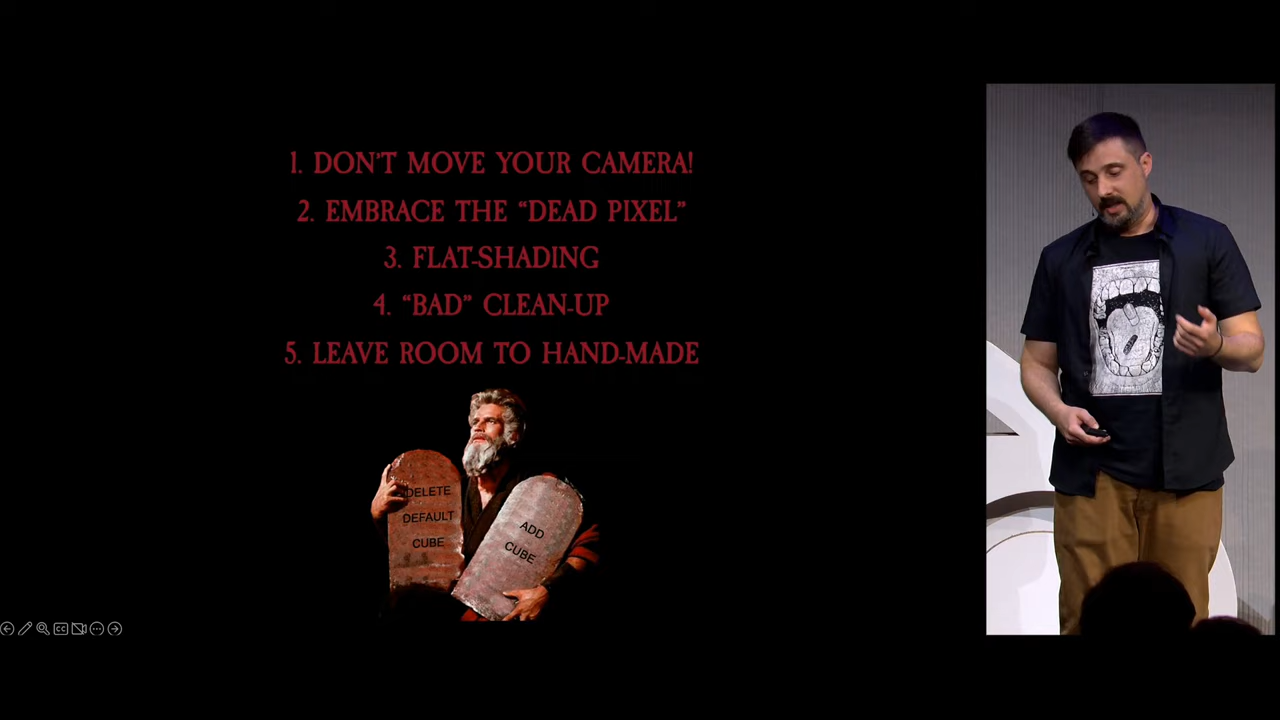 1. DON'T MOVE YOUR CAMERA!
2. EMBRACE THE “DEAD PIXEL”
3. FLAT-SHADING
4. “BAD” CLEAN-UP
5. LEAVE ROOM TO HAND-MADE
DELETE
DEFAULT
CUBE
ADD
CUBE
CC